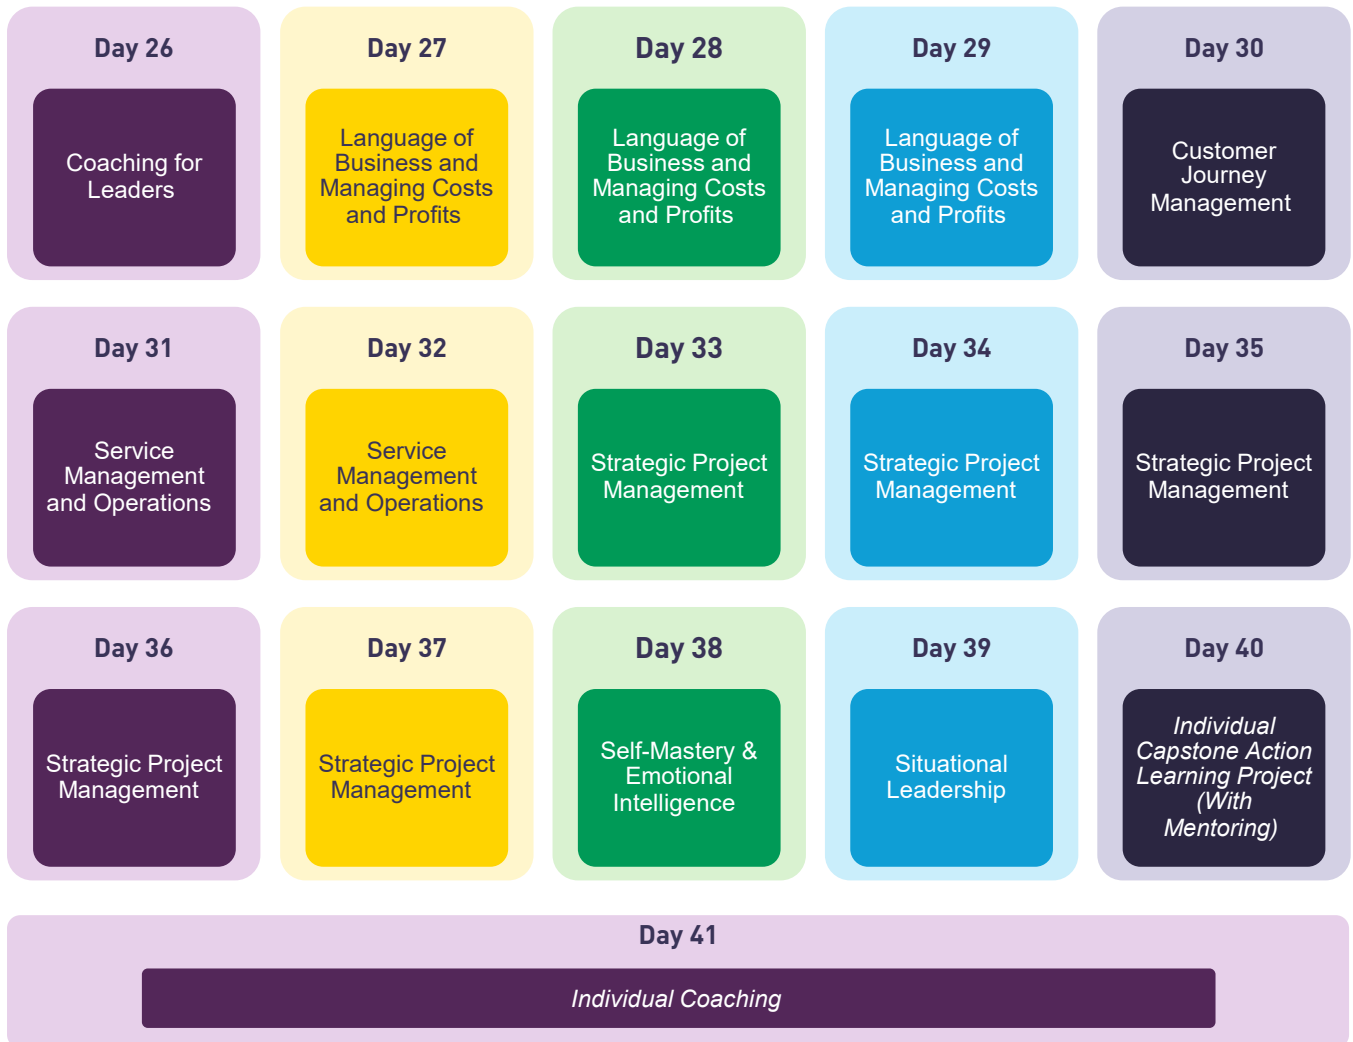 Day 26
Coaching for
Leaders
Day 27
Language of
Business and
Managing Costs
and Profits
Day 28
Language of
Business and
Managing Costs
and Profits
Day 29
Language of
Business and
Managing Costs
and Profits
Day 30
Customer
Journey
Management
Day 31
Service
Management
and Operations
Day 32
Service
Management
and Operations
Day 33
Strategic Project
Management
Day 34
Strategic Project
Management
Day 35
Strategic Project
Management
Day 36
Strategic Project
Management
Day 37
Strategic Project
Management
Day 38
Self-Mastery &
Emotional
Intelligence
Day 39
Situational
Leadership
Day 40
Individual
Capstone Action
Learning Project
(With
Mentoring)
Day 41
Individual Coaching